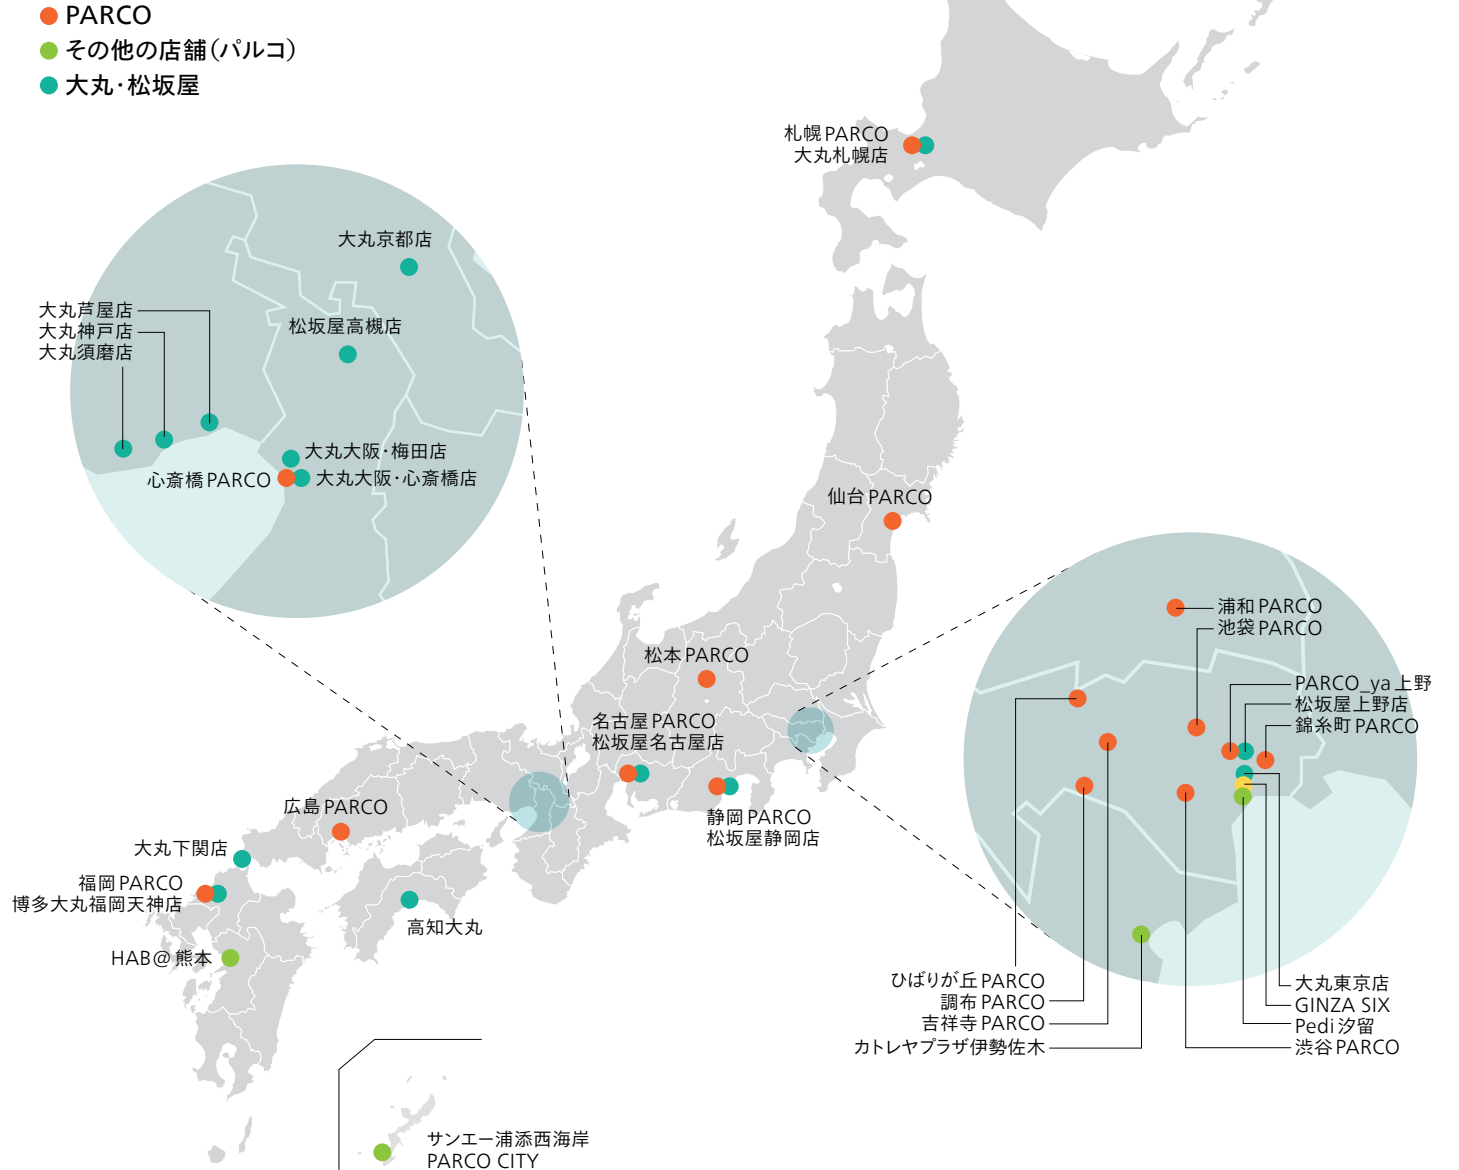 PARCO
その他の店舗(パルコ)
大丸·松坂屋
札幌PARCO
大丸札幌店
大丸京都店
大丸芦屋店
大丸神戸店
大丸須磨店
松坂屋高槻店
大丸大阪·梅田店
心斎橋PARCO
大丸大阪·心斎橋店
仙台PARCO
浦和PARCO
池袋PARCO
松本PARCO
PARCO_ya上野
松坂屋上野店
錦糸町PARCO
名古屋PARCO
松坂屋名古屋店
広島PARCO
静岡PARCO
松坂屋静岡店
大丸下関店
福岡PARCO
博多大丸福岡天神店
高知大丸
HAB@熊本
ひばりが丘PARCO
調布PARCO
吉祥寺PARCO
カトレヤプラザ伊勢佐木
大丸東京店
GINZA SIX
Pedi汐留
渋谷PARCO
サンエー浦添西海岸
PARCO CITY